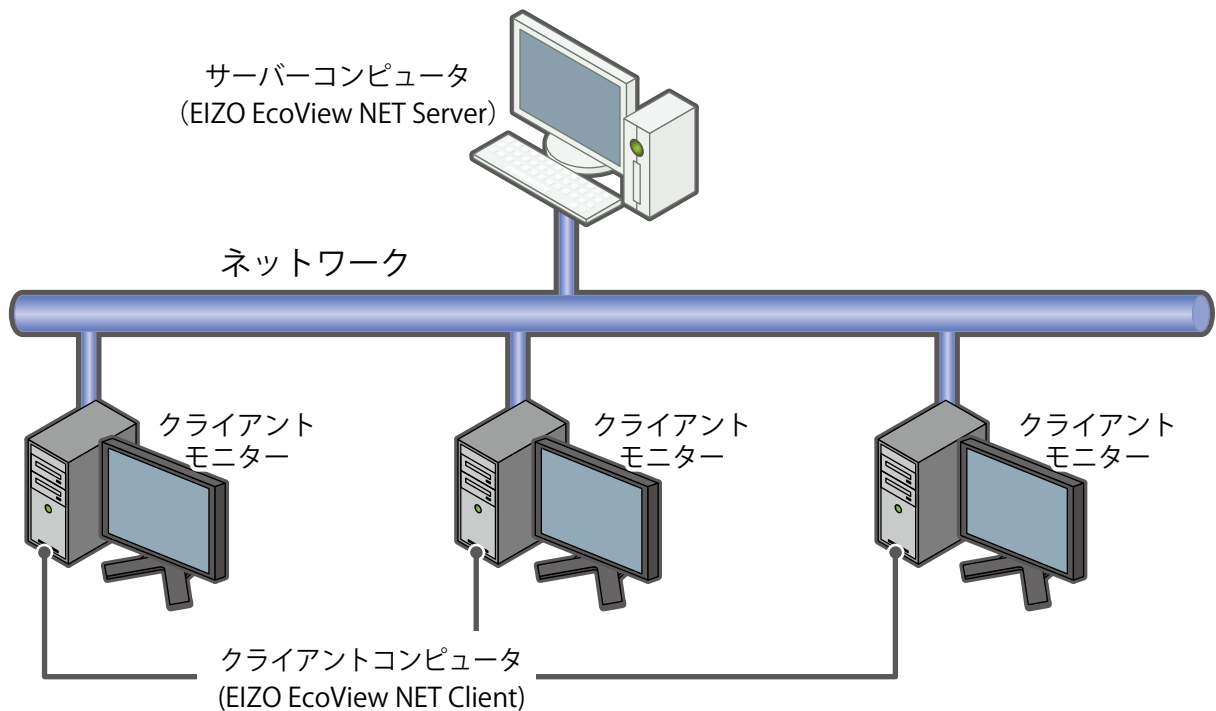 サーバーコンピュータ
（EIZO EcoView NET Server）
ネットワーク
クライアント
モニター
クライアント
モニター
クライアント
モニター
クライアントコンピュータ
(EIZO EcoView NET Client)